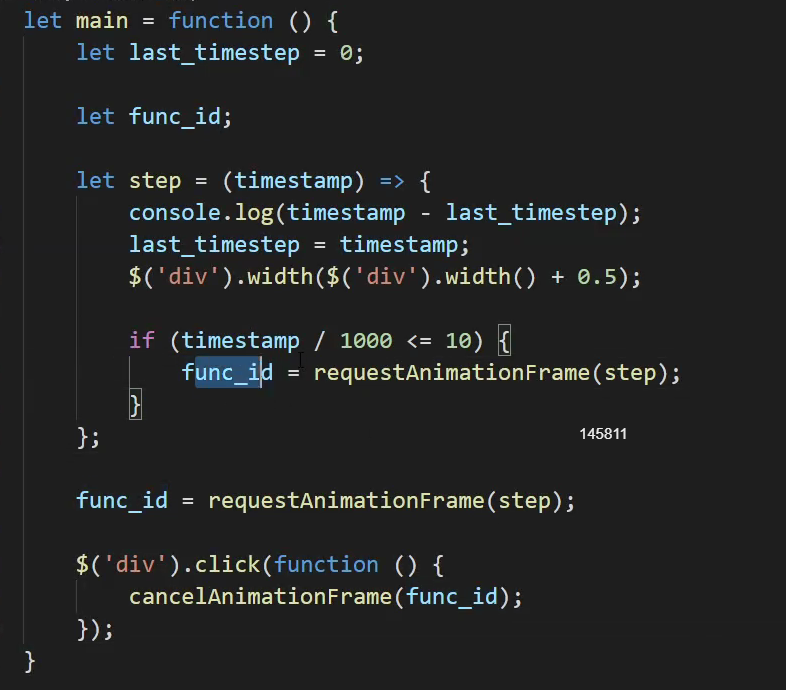 let main = function () {
    let last_timestep = 0;

    let func_id;

    let step = (timestamp) => {
        console.log(timestamp - last_timestep);
        last_timestep = timestamp;
        $('div').width($('div').width() + 0.5);

        if (timestamp / 1000 <= 10) {
            func_id = requestAnimationFrame(step);
        }
    };
145811

    func_id = requestAnimationFrame(step);

    $('div').click(function () {
        cancelAnimationFrame(func_id);
    });
}